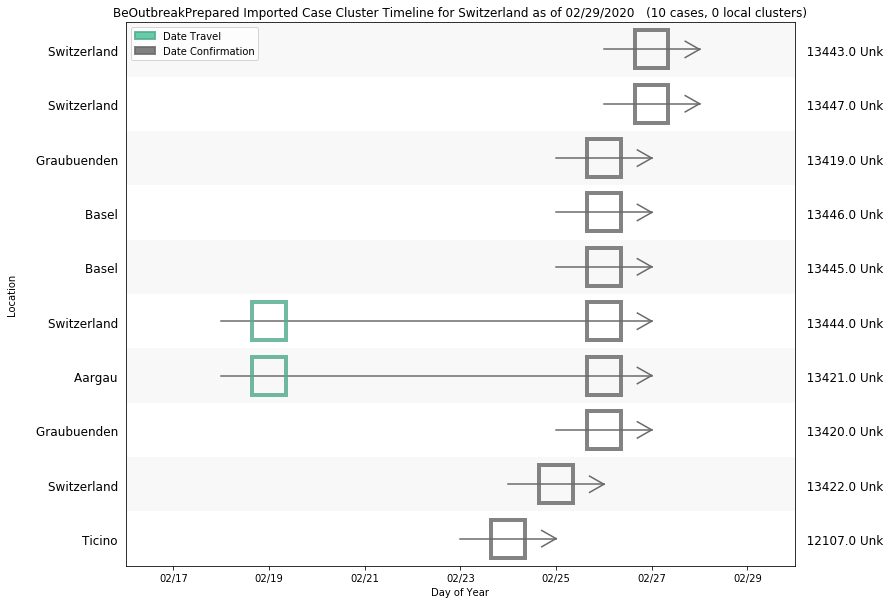 BeOutbreakPrepared Imported Case Cluster Timeline for Switzerland as of 02/29/2020   (10 cases, 0 local clusters)
Date Travel
Date Confirmation
Switzerland 13443.0 Unk
Switzerland 13447.0 Unk
Graubuenden 13419.0 Unk
Basel 13446.0 Unk
Basel 13445.0 Unk
Switzerland 13444.0 Unk
Aargau 13421.0 Unk
Graubuenden 13420.0 Unk
Switzerland 13422.0 Unk
Ticino 12107.0 Unk
Location
02/17 02/19 02/21 02/23 02/25 02/27 02/29
Day of Year